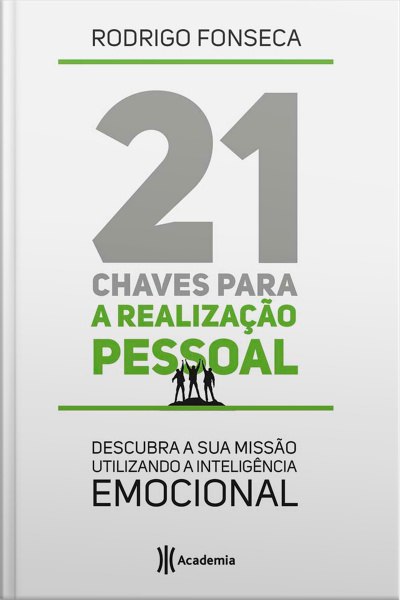 RODRIGO FONSECA
21
CHAVES PARA
A REALIZAÇÃO
PESSOAL
DESCUBRA A SUA MISSÃO
UTILIZANDO A INTELIGÊNCIA
EMOCIONAL
Academia